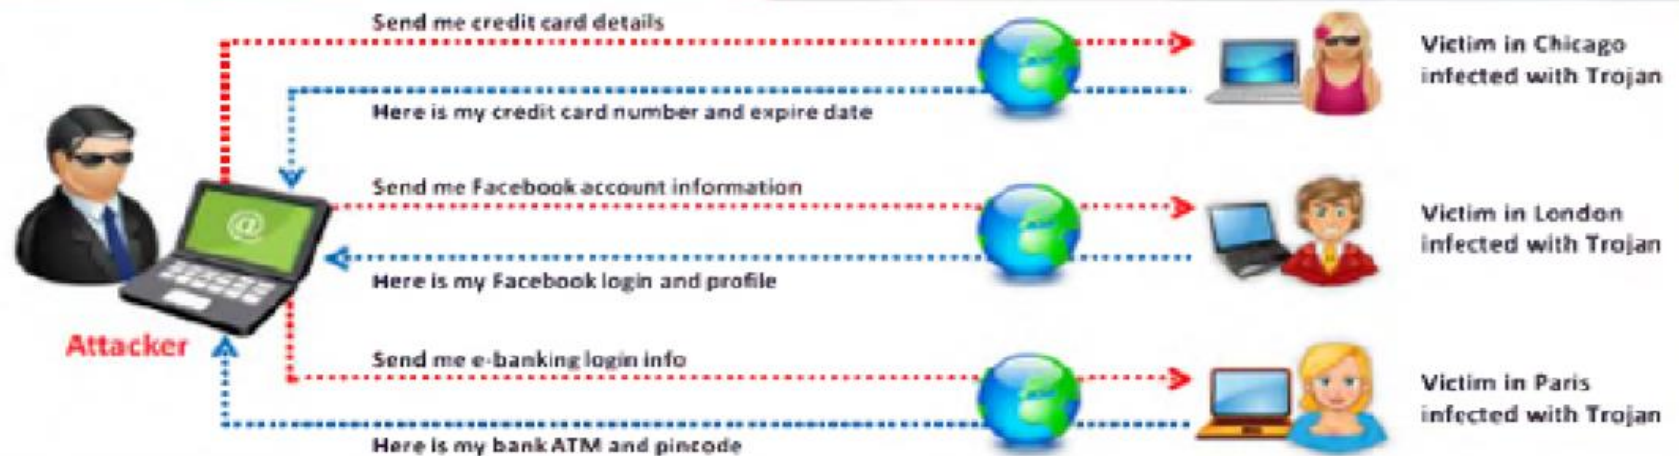 Send me credit card details
Victim in Chicago
infected with Trojan
Here is my credit card number and expire date
Send me Facebook account information
Victim in London
infected with Trojan
Here is my Facebook login and profile
Attacker
Send me e-banking login info
Victim in Paris
infected with Trojan
Here is my bank ATM and pincode